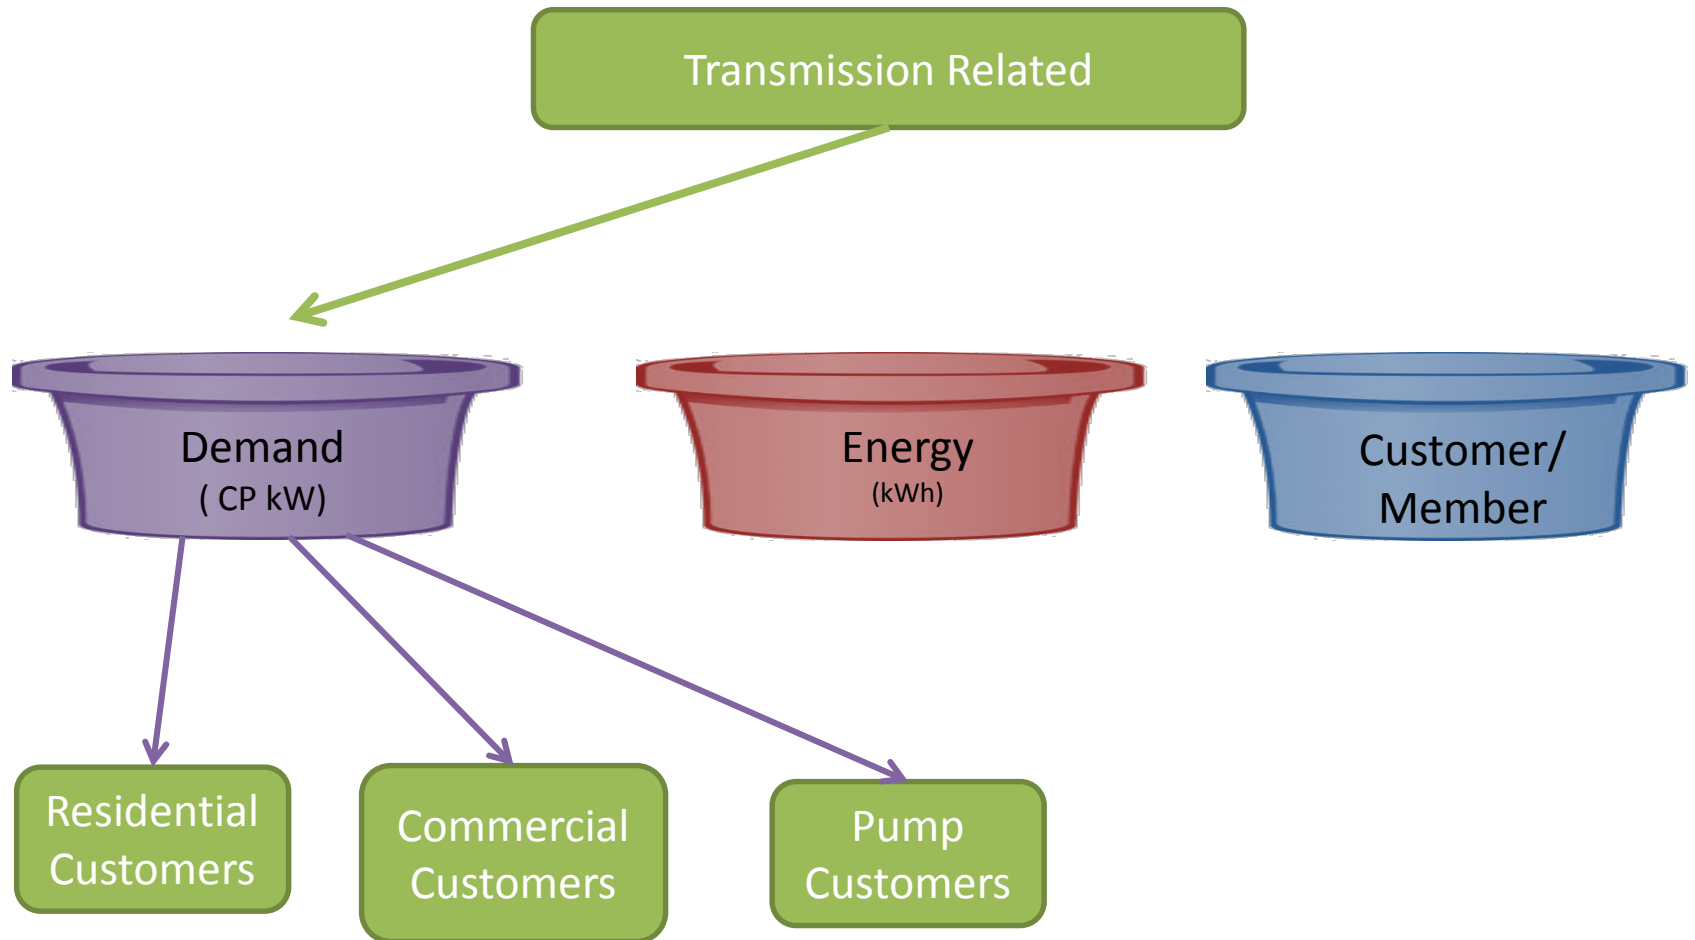 Transmission Related
Demand
( CP kW)
Energy
(kWh)
Customer/
Member
Residential
Customers
Commercial
Customers
Pump
Customers